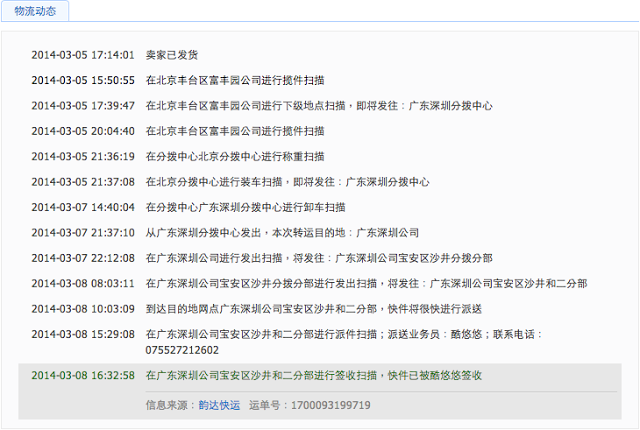 物流动态
2014-03-05 17:14:01 卖家已发货
2014-03-05 15:50:55 在北京丰台区富丰园公司进行揽件扫描
2014-03-05 17:39:47 在北京丰台区富丰园公司进行下级地点扫描，即将发往：广东深圳分拨中心
2014-03-05 20:04:40 在北京丰台区富丰园公司进行揽件扫描
2014-03-05 21:36:19 在分拨中心北京分拨中心进行称重扫描
2014-03-05 21:37:08 在北京分拨中心进行装车扫描，即将发往：广东深圳分拨中心
2014-03-07 14:40:04 在分拨中心广东深圳分拨中心进行卸车扫描
2014-03-07 21:37:10 从广东深圳分拨中心发出，本次转运目的地：广东深圳公司
2014-03-07 22:12:08 在广东深圳公司进行发出扫描，将发往：广东深圳公司宝安区沙井分拨分部
2014-03-08 08:03:11 在广东深圳公司宝安区沙井分拨分部进行发出扫描，将发往：广东深圳公司宝安区沙井和二分部
2014-03-08 10:03:09 到达目的地网点广东深圳公司宝安区沙井和二分部，快件将很快进行派送
2014-03-08 15:29:08 在广东深圳公司宝安区沙井和二分部进行派件扫描；派送业务员：酷悠悠；联系电话：
075527212602
2014-03-08 16:32:58 在广东深圳公司宝安区沙井和二分部进行签收扫描，快件已被酷悠悠签收
信息来源：韵达快运 运单号：1700093199719